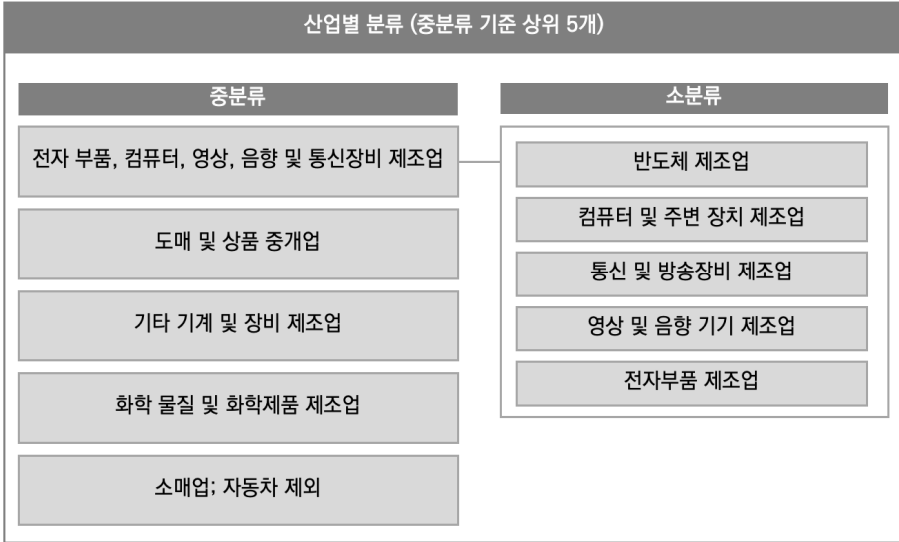 산업별 분류 (중분류 기준 상위 5개)
중분류
전자 부품, 컴퓨터, 영상, 음향 및 통신장비 제조업
도매 및 상품 중개업
기타 기계 및 장비 제조업
화학 물질 및 화학제품 제조업
소매업; 자동차 제외
소분류
반도체 제조업
컴퓨터 및 주변 장치 제조업
통신 및 방송장비 제조업
영상 및 음향 기기 제조업
전자부품 제조업